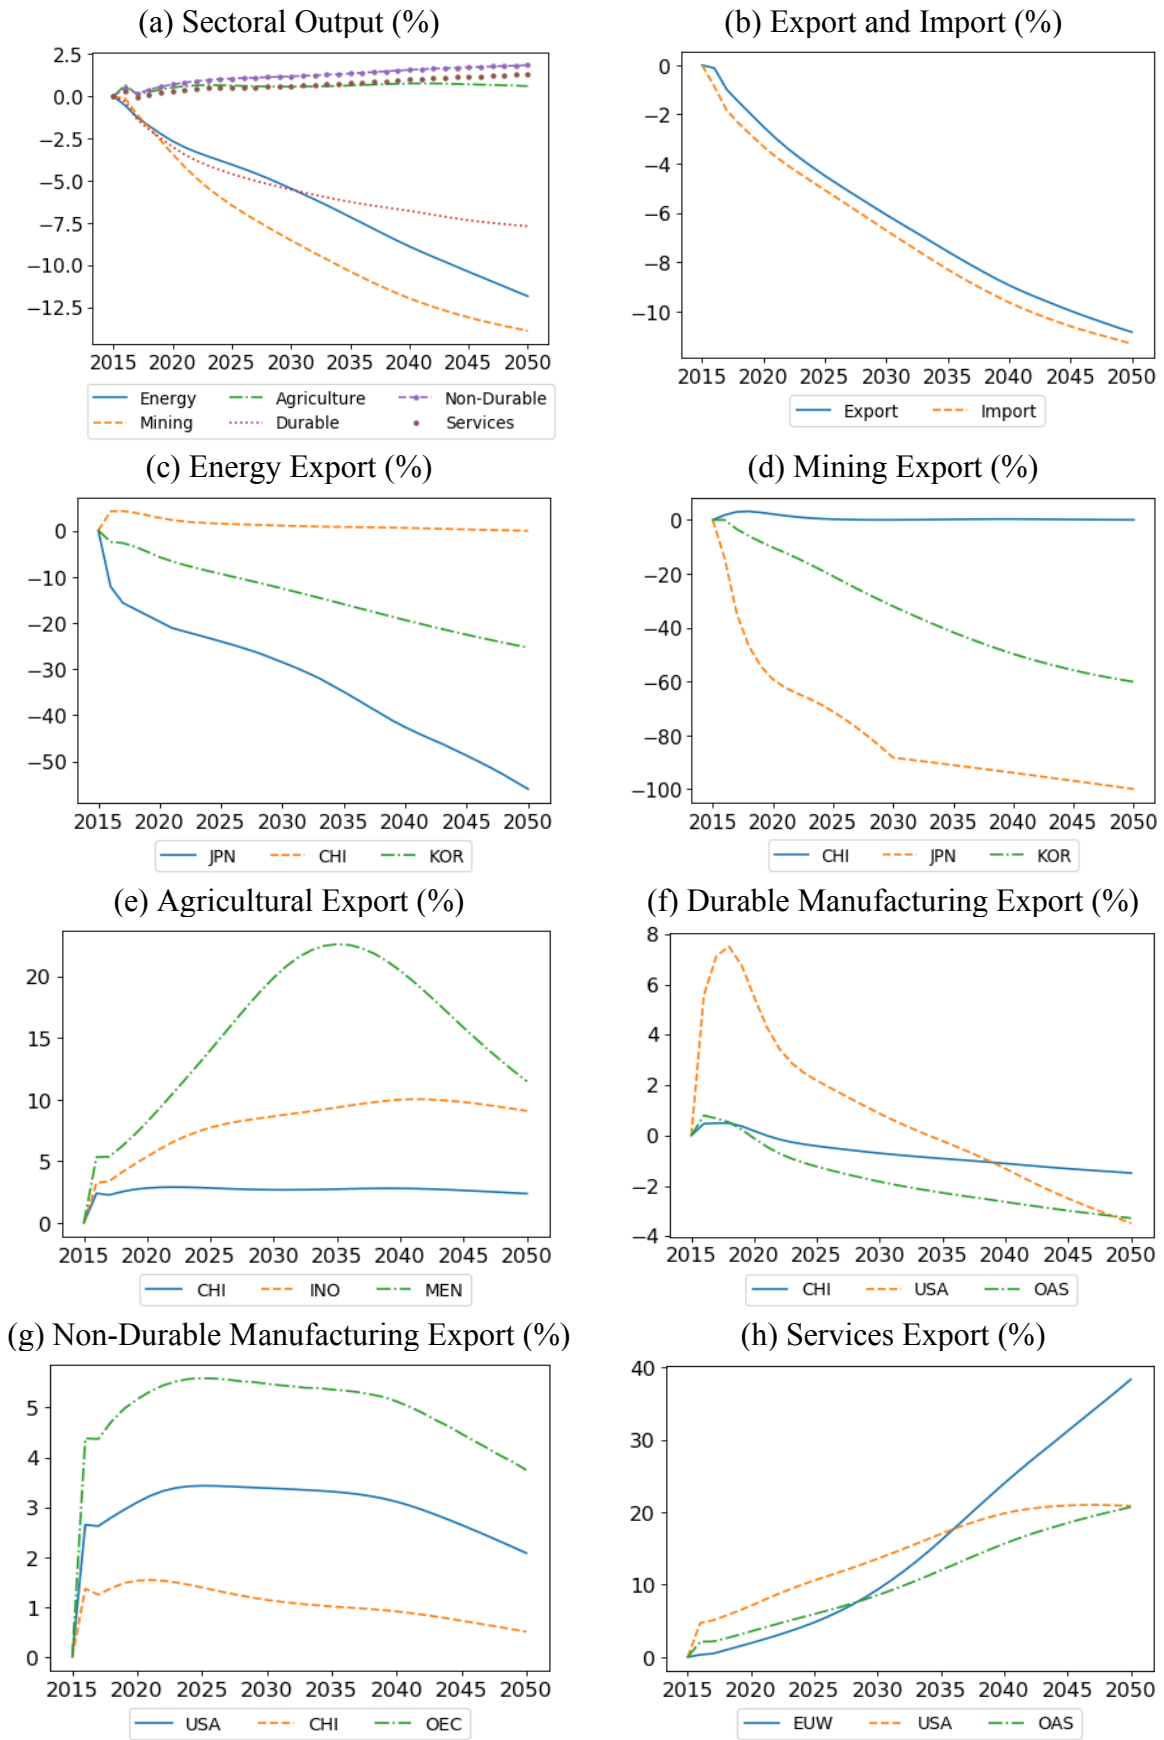 (a) Sectoral Output (%)
2.5
0.0
−2.5
−5.0
−7.5
−10.0
−12.5
2015 2020 2025 2030 2035 2040 2045 2050
Energy Agriculture Non-Durable
Mining Durable Services
(b) Export and Import (%)
0
−2
−4
−6
−8
−10
2015 2020 2025 2030 2035 2040 2045 2050
Export Import
(c) Energy Export (%)
0
−10
−20
−30
−40
−50
2015 2020 2025 2030 2035 2040 2045 2050
JPN CHI KOR
(d) Mining Export (%)
0
−20
−40
−60
−80
−100
2015 2020 2025 2030 2035 2040 2045 2050
CHI JPN KOR
(e) Agricultural Export (%)
20
15
10
5
0
2015 2020 2025 2030 2035 2040 2045 2050
CHI INO MEN
(f) Durable Manufacturing Export (%)
8
6
4
2
0
−2
−4
2015 2020 2025 2030 2035 2040 2045 2050
CHI USA OAS
(g) Non-Durable Manufacturing Export (%)
5
4
3
2
1
0
2015 2020 2025 2030 2035 2040 2045 2050
USA CHI OEC
(h) Services Export (%)
40
30
20
10
0
2015 2020 2025 2030 2035 2040 2045 2050
EUW USA OAS